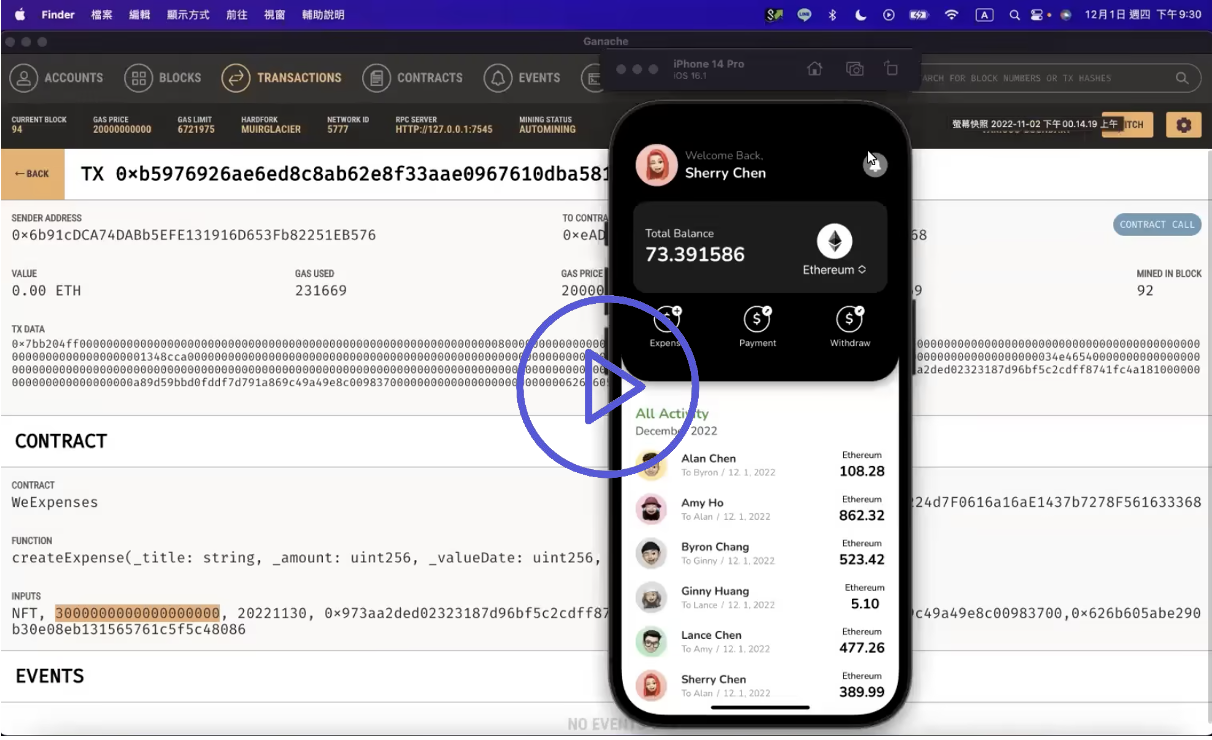 Finder 檔案 編輯 顯示方式 前往 視窗 輔助說明 A 12月1日 週四 下午9:30
Ganache
ACCOUNTS BLOCKS TRANSACTIONS CONTRACTS EVENTS
iPhone 14 Pro
iOS 16.1
ARCH FOR BLOCK NUMBERS OR TX HASHES
CURRENT BLOCK
94
GAS PRICE
20000000000
GAS LIMIT
6721975
HARDFORK
MUIRGLACIER
NETWORK ID
5777
RPC SERVER
HTTP://127.0.0.1:7545
MINING STATUS
AUTOMINING
螢幕快照 2022-11-02 下午00.14.19 上午
ITCH
←BACK
TX 0×b5976926ae6ed8c8ab62e8f33aae0967610dba581
SENDER ADDRESS
0×6b91cDCA74DABb5EFE131916D653Fb82251EB576
TO CONTRA
0×eAD
68
CONTRACT CALL
VALUE
0.00 ETH
GAS USED
231669
GAS PRICE
20000
MINED IN BLOCK
92
TX DATA
CONTRACT
CONTRACT
WeExpenses
24d7F0616a16aE1437b7278F561633368
FUNCTION
createExpense(_title: string, _amount: uint256, _valueDate: uint256,
INPUTS
NFT, 3000000000000000000, 20221130, 0×973aa2ded02323187d96bf5c2cdff87
c49a49e8c00983700,0×626b605abe290
b30e08eb131565761c5f5c48086
EVENTS
NO EVENTS
Welcome Back,
Sherry Chen
Total Balance
73.391586
Ethereum
Expens
Payment
Withdraw
All Activity
December 2022
Alan Chen
To Byron / 12. 1, 2022
Ethereum
108.28
Amy Ho
To Alan / 12. 1, 2022
Ethereum
862.32
Byron Chang
To Ginny / 12. 1, 2022
Ethereum
523.42
Ginny Huang
To Lance / 12. 1, 2022
Ethereum
5.10
Lance Chen
To Amy / 12. 1, 2022
Ethereum
477.26
Sherry Chen
To Alan / 12. 1, 2022
Ethereum
389.99